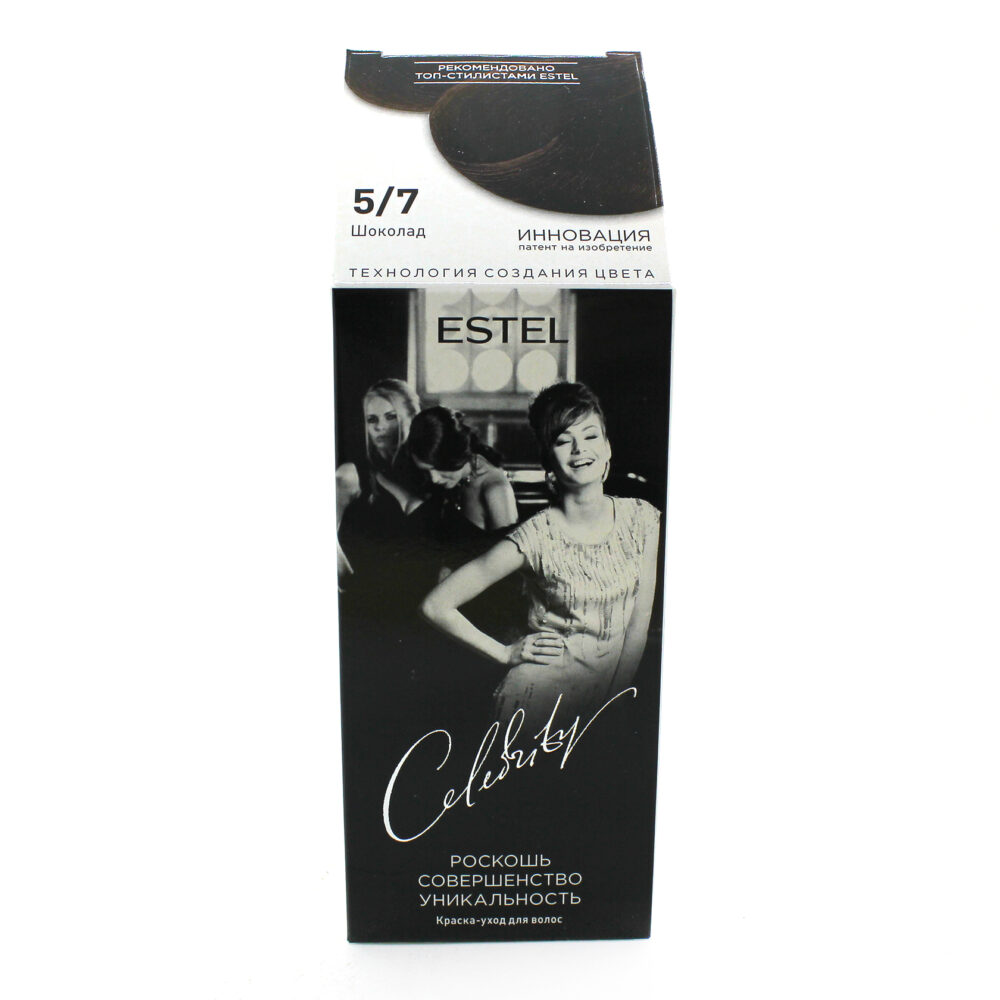 РЕКОМЕНДОВАНО
ТОП-СТИЛИСТАМИ ESTEL
5/7
Шоколад
ИННОВАЦИЯ
патент на изобретение
ТЕХНОЛОГИЯ СОЗДАНИЯ ЦВЕТА
ESTEL
Celebrity
РОСКОШЬ
СОВЕРШЕНСТВО
УНИКАЛЬНОСТЬ
Краска-уход для волос